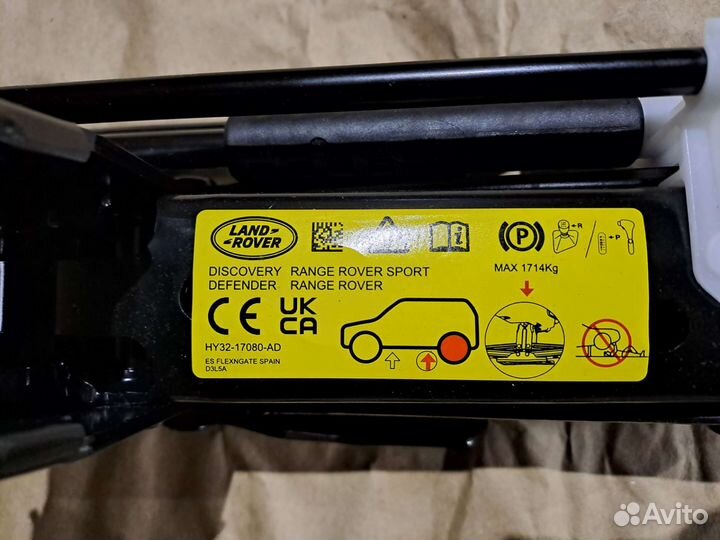 LAND
ROVER
DISCOVERY RANGE ROVER SPORT
DEFENDER RANGE ROVER
CE UK
CA
HY32-17080-AD
ES FLEXNGATE SPAIN
D3L5A
i
(P)
R
/
P
MAX 1714Kg
Avito